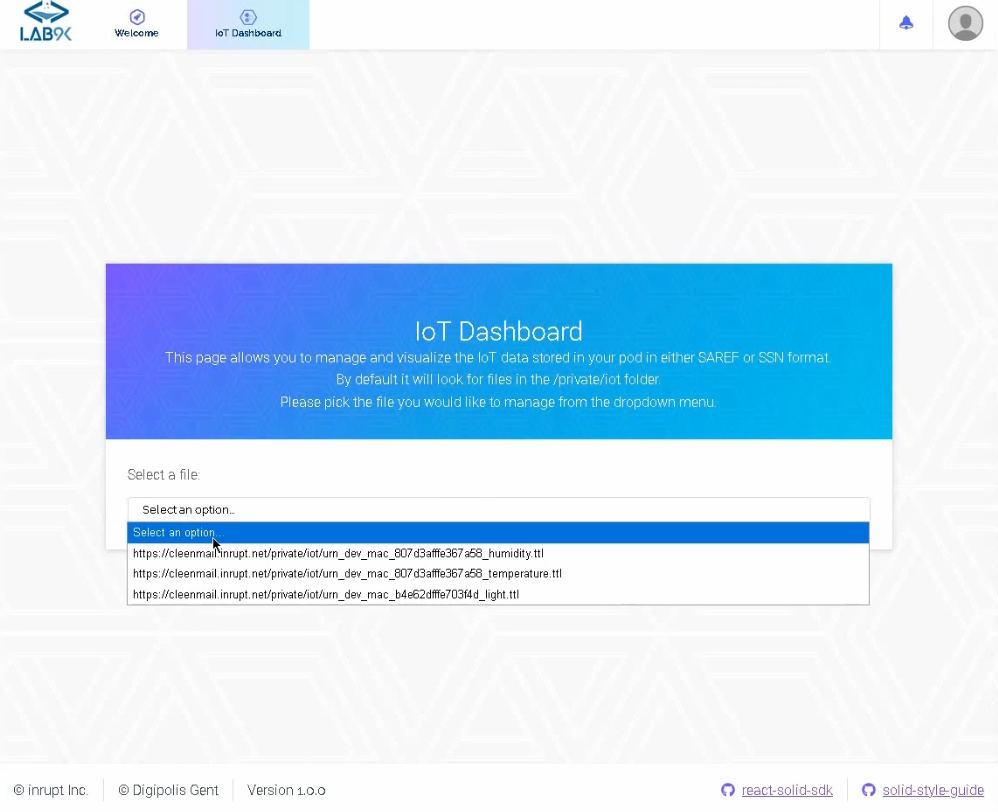 LAB9K
Welcome
IoT Dashboard
IoT Dashboard
This page allows you to manage and visualize the IoT data stored in your pod in either SAREF or SSN format.
By default it will look for files in the /private/iot folder.
Please pick the file you would like to manage from the dropdown menu.
Select a file:
Select an option...
Select an option...
https://cleenmail.inrupt.net/private/iot/urn_dev_mac_807d3afffe367a58_humidity.ttl
https://cleenmail.inrupt.net/private/iot/urn_dev_mac_807d3afffe367a58_temperature.ttl
https://cleenmail.inrupt.net/private/iot/urn_dev_mac_b4e62dfffe703f4d_light.ttl
© inrupt Inc.
© Digipolis Gent
Version 1.0.0
react-solid-sdk
solid-style-guide